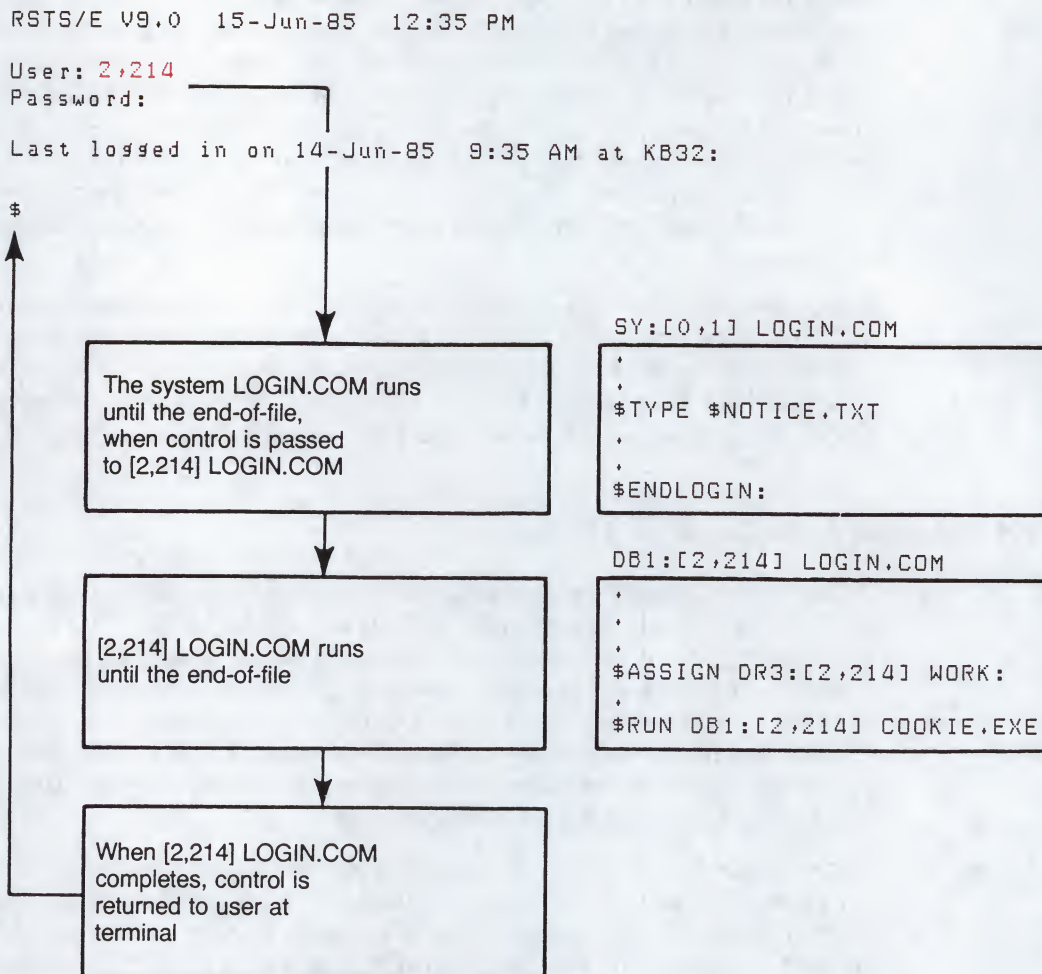 RSTS/E V9.0 15-Jun-85 12:35 PM
User: 2,214
Password:
Last logged in on 14-Jun-85 9:35 AM at KB32:
$
The system LOGIN.COM runs
until the end-of-file,
when control is passed
to [2,214] LOGIN.COM
SY:[0,1] LOGIN.COM
.
.
$TYPE $NOTICE.TXT
.
.
$ENDLOGIN:
[2,214] LOGIN.COM runs
until the end-of-file
DB1:[2,214] LOGIN.COM
.
.
.
$ASSIGN DR3:[2,214] WORK:
.
$RUN DB1:[2,214] COOKIE.EXE
When [2,214] LOGIN.COM
completes, control is
returned to user at
terminal